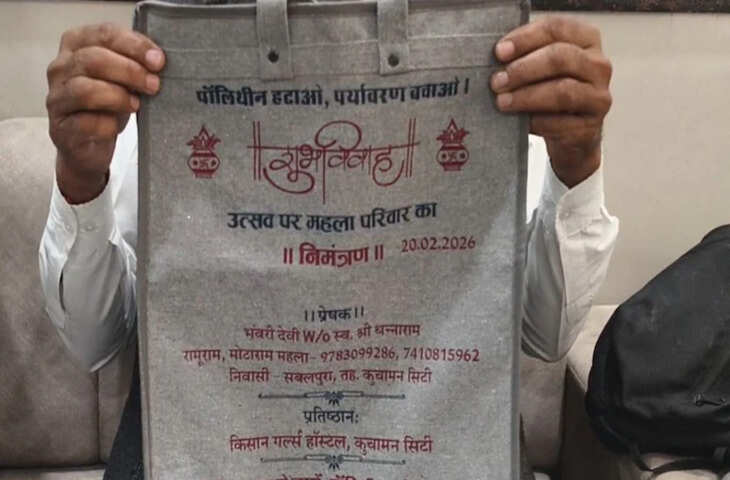 पॉलिथीन हटाओ, पर्यावरण बचाओ।
शुभविवाह
उत्सव पर महला परिवार का
॥ निमंत्रण ॥ 20.02.2026
।। प्रेषक।।
भंवरी देवी W/o स्व. श्री धन्नाराम
रामूराम, मोटाराम महला- 9783099286, 7410815962
निवासी - सबलपुरा, तह. कुचामन सिटी
प्रतिष्ठान:
किसान गर्ल्स हॉस्टल, कुचामन सिटी